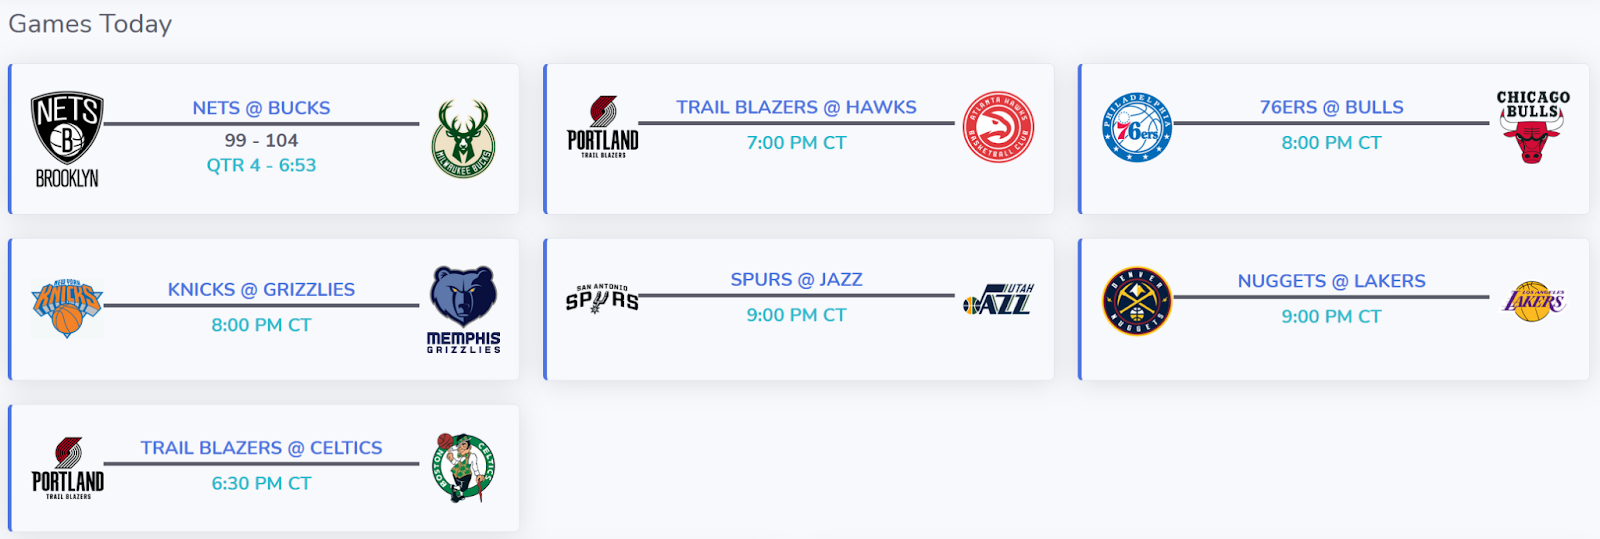 Games Today
NETS
B
BROOKLYN
NETS @ BUCKS
99 - 104
QTR 4 - 6:53
MILWAUKEE BUCKS
PORTLAND
TRAIL BLAZERS
TRAIL BLAZERS @ HAWKS
7:00 PM CT
ATLANTA HAWKS
BASKETBALL CLUB
PHILADELPHIA
76ers
76ERS @ BULLS
8:00 PM CT
CHICAGO
BULLS
NEW YORK
KNICKS
KNICKS @ GRIZZLIES
8:00 PM CT
MEMPHIS
GRIZZLIES
SAN ANTONIO
SPURS
SPURS @ JAZZ
9:00 PM CT
UTAH
JAZZ
DENVER
NUGGETS
NUGGETS @ LAKERS
9:00 PM CT
LOS ANGELES
LAKERS
PORTLAND
TRAIL BLAZERS
TRAIL BLAZERS @ CELTICS
6:30 PM CT
BOSTON
CELTICS